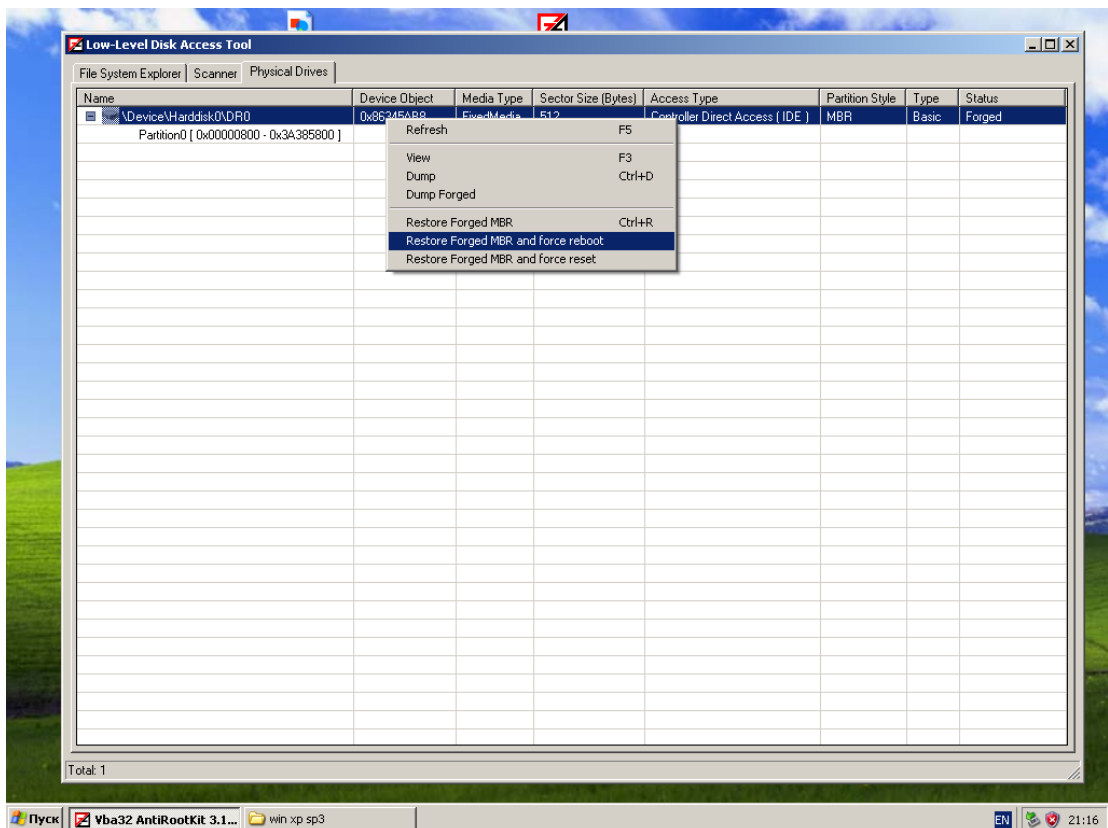 Low-Level Disk Access Tool
File System Explorer Scanner Physical Drives
Name Device Object Media Type Sector Size (Bytes) Access Type Partition Style Type Status
\Device\Harddisk0\DR0 0x86345AB8 FixedMedia 512 Controller Direct Access ( IDE ) MBR Basic Forged
Partition0 [ 0x00000800 - 0x3A385800 ]
Refresh F5
View F3
Dump Ctrl+D
Dump Forged
Restore Forged MBR Ctrl+R
Restore Forged MBR and force reboot
Restore Forged MBR and force reset
Total: 1
Пуск Vba32 AntiRootKit 3.1... win xp sp3 EN 21:16